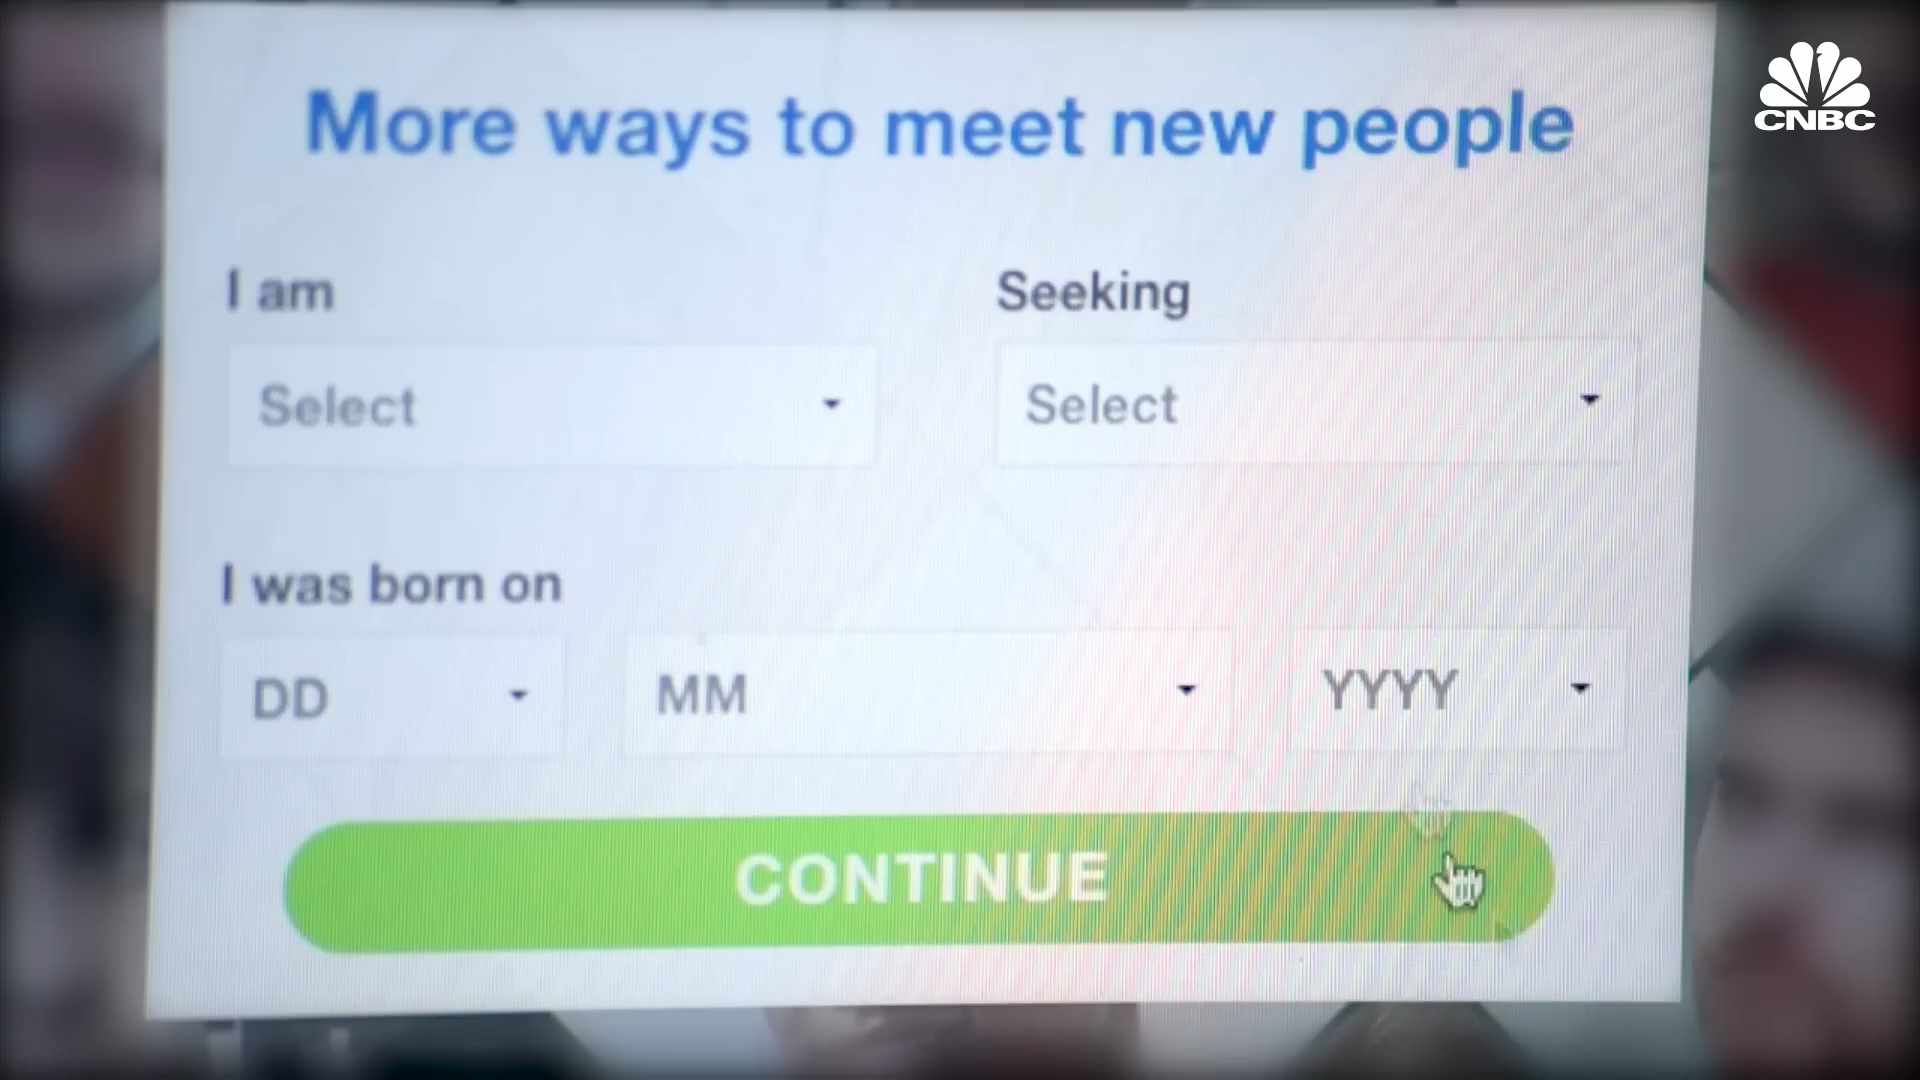 More ways to meet new people
CNBC
I am
Seeking
Select
Select
I was born on
DD
MM
YYYY
CONTINUE